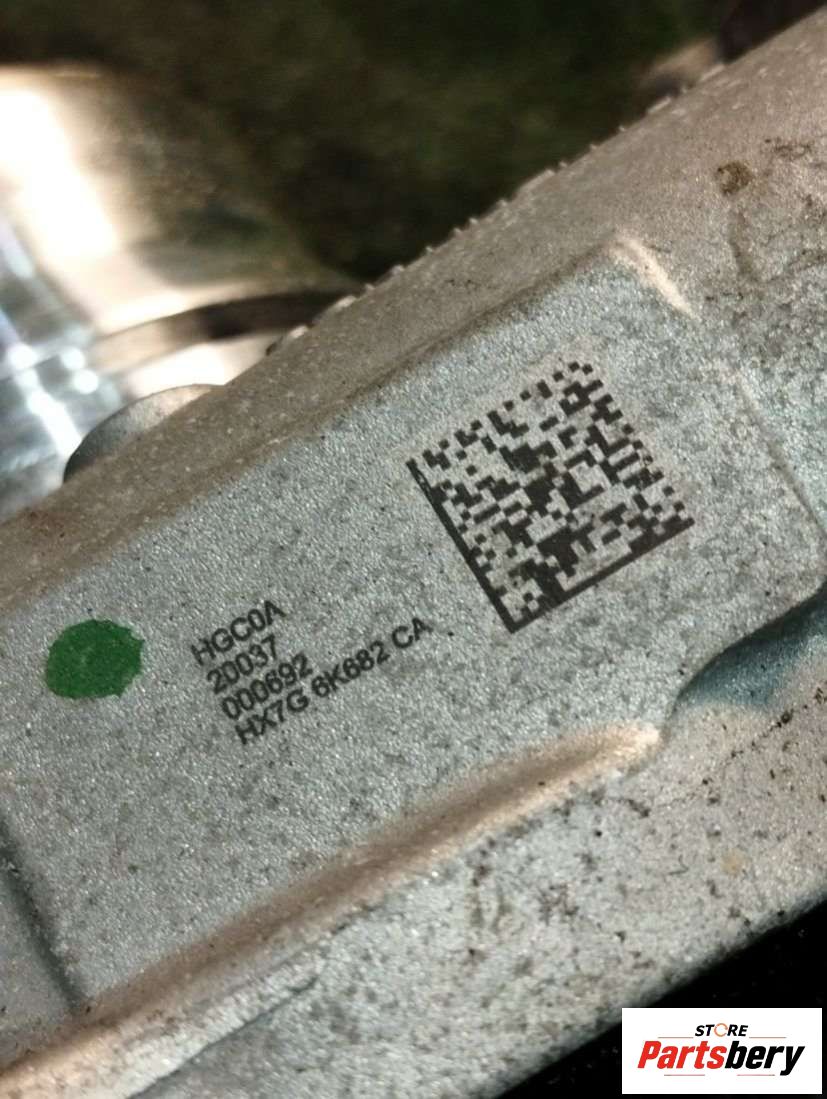 HGC0A
20037
000692
HX7G 6K682 CA
STORE
Partsbery